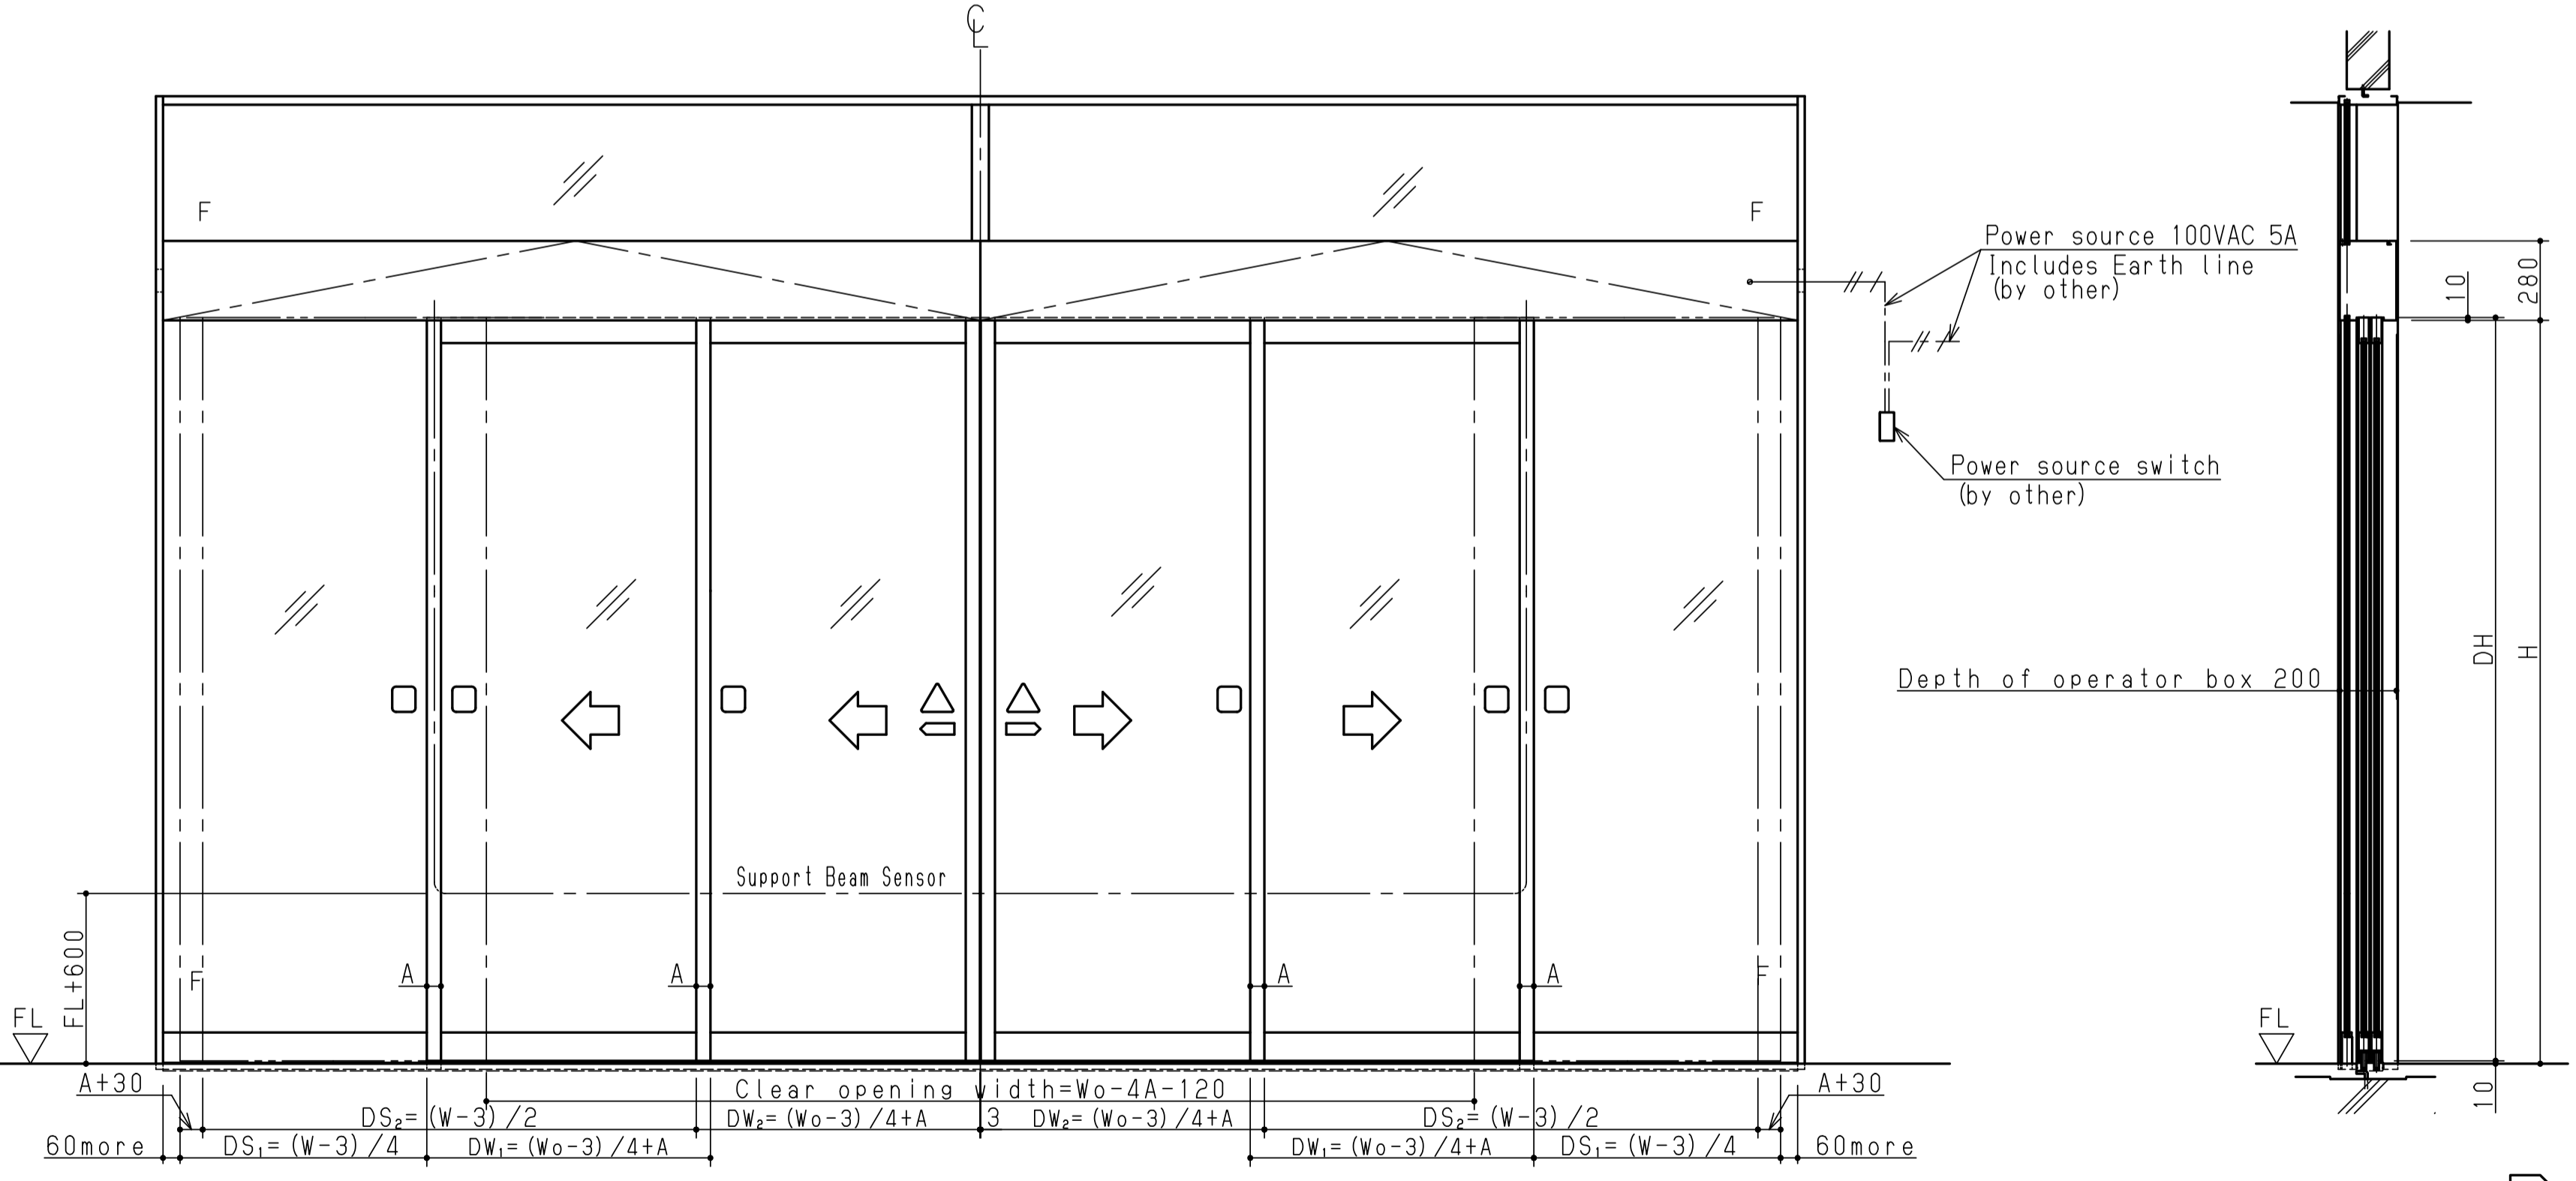 CL
F
F
Power source 100VAC 5A
Includes Earth line
(by other)
10
280
Power source switch
(by other)
DH
H
Depth of operator box 200
Support Beam Sensor
FL+600
F
A
A
A
A
F
FL
FL
A+30
Clear opening width=Wo-4A-120
A+30
10
DS₂=(W-3)/2
DW₂=(Wo-3)/4+A
3
DW₂=(Wo-3)/4+A
DS₂=(W-3)/2
60more
DS₁=(W-3)/4
DW₁=(Wo-3)/4+A
DW₁=(Wo-3)/4+A
DS₁=(W-3)/4
60more